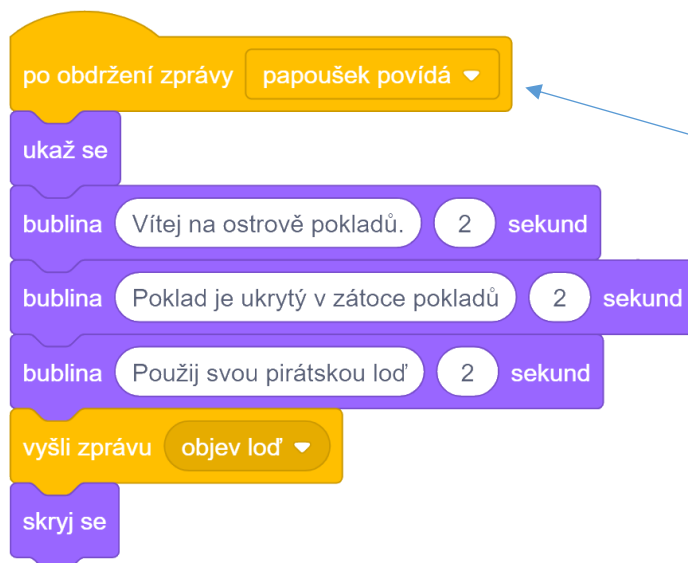 po obdržení zprávy papoušek povídá
ukaž se
bublina Vítej na ostrově pokladů. 2 sekund
bublina Poklad je ukrytý v zátoce pokladů 2 sekund
bublina Použij svou pirátskou loď 2 sekund
vyšli zprávu objev loď
skryj se